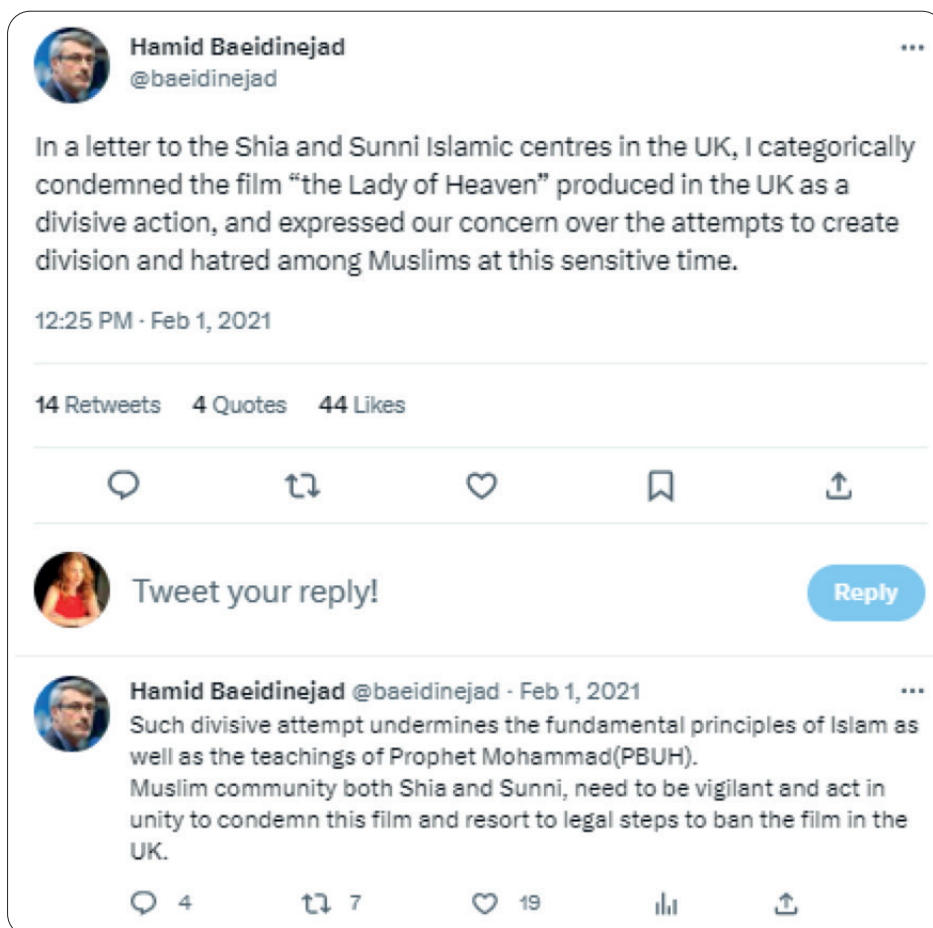 Hamid Baeidinejad
@baeidinejad
In a letter to the Shia and Sunni Islamic centres in the UK, I categorically
condemned the film “the Lady of Heaven” produced in the UK as a
divisive action, and expressed our concern over the attempts to create
division and hatred among Muslims at this sensitive time.
12:25 PM · Feb 1, 2021
14 Retweets 4 Quotes 44 Likes
Tweet your reply!
Reply
Hamid Baeidinejad @baeidinejad · Feb 1, 2021
Such divisive attempt undermines the fundamental principles of Islam as
well as the teachings of Prophet Mohammad(PBUH).
Muslim community both Shia and Sunni, need to be vigilant and act in
unity to condemn this film and resort to legal steps to ban the film in the
UK.
4 7 19